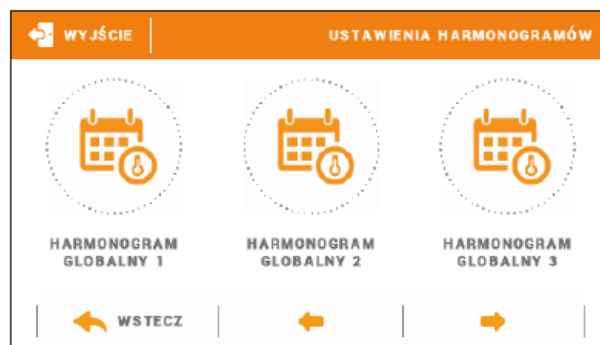 WYJŚCIE
USTAWIENIA HARMONOGRAMÓW
HARMONOGRAM
GLOBALNY 1
HARMONOGRAM
GLOBALNY 2
HARMONOGRAM
GLOBALNY 3
WSTECZ